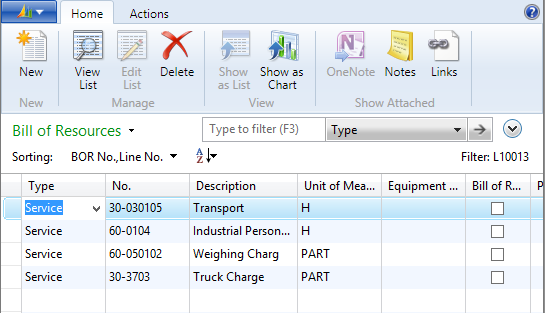 Home Actions
New View List Edit List Delete Show as List Show as Chart OneNote Notes Links
New Manage View Show Attached
Bill of Resources Type to filter (F3) Type
Sorting: BOR No.,Line No. A Z Filter: L10013
Type No. Description Unit of Mea... Equipment ... Bill of R... P
Service 30-030105 Transport H
Service 60-0104 Industrial Person... H
Service 60-050102 Weighing Charg PART
Service 30-3703 Truck Charge PART